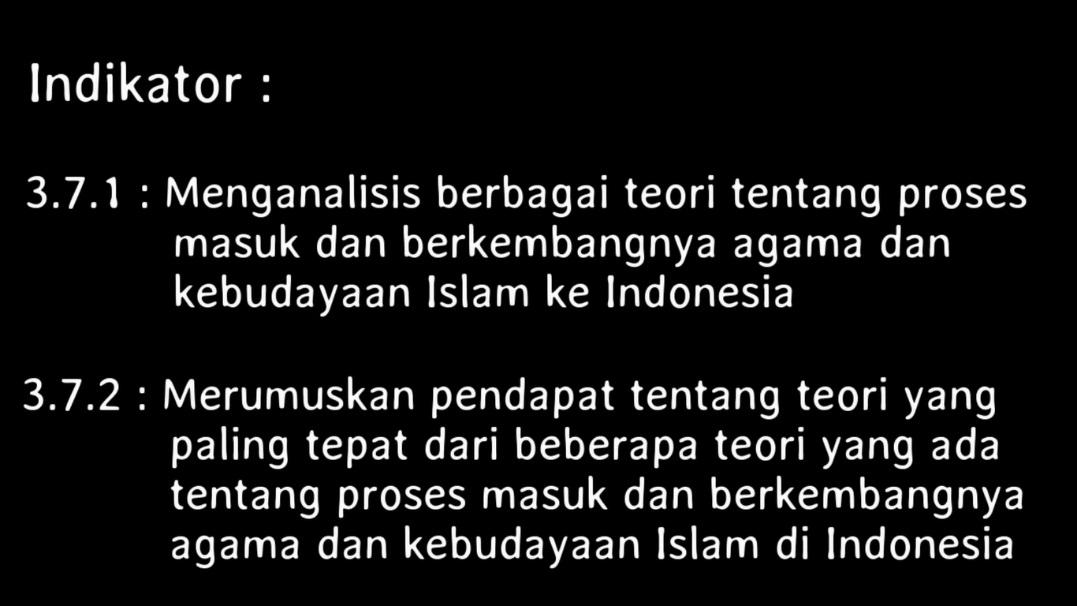 Indikator :
3.7.1 : Menganalisis berbagai teori tentang proses
masuk dan berkembangnya agama dan
kebudayaan Islam ke Indonesia
3.7.2 : Merumuskan pendapat tentang teori yang
paling tepat dari beberapa teori yang ada
tentang proses masuk dan berkembangnya
agama dan kebudayaan Islam di Indonesia